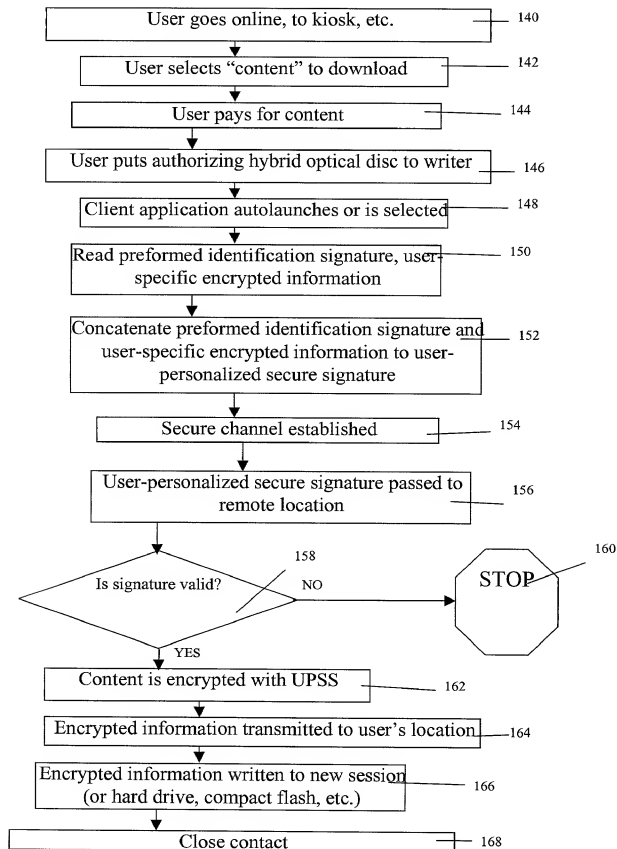 User goes online, to kiosk, etc.
140
User selects “content” to download
142
User pays for content
144
User puts authorizing hybrid optical disc to writer
146
Client application autolaunches or is selected
148
Read preformed identification signature, user-
specific encrypted information
150
Concatenate preformed identification signature and
user-specific encrypted information to user-
personalized secure signature
152
Secure channel established
154
User-personalized secure signature passed to
remote location
156
Is signature valid?
158
NO
STOP
160
YES
Content is encrypted with UPSS
162
Encrypted information transmitted to user’s location
164
Encrypted information written to new session
(or hard drive, compact flash, etc.)
166
Close contact
168